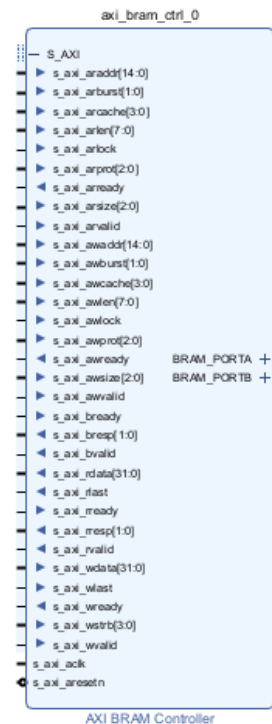 axi_bram_ctrl_0
S_AXI
s_axi_araddr[14:0]
s_axi_arburst[1:0]
s_axi_arcache[3:0]
s_axi_arlen[7:0]
s_axi_arlock
s_axi_arprot[2:0]
s_axi_arready
s_axi_arsize[2:0]
s_axi_arvalid
s_axi_awaddr[14:0]
s_axi_awburst[1:0]
s_axi_awcache[3:0]
s_axi_awlen[7:0]
s_axi_awlock
s_axi_awprot[2:0]
s_axi_awready BRAM_PORTA
s_axi_awsize[2:0] BRAM_PORTB
s_axi_awvalid
s_axi_bready
s_axi_bresp[1:0]
s_axi_bvalid
s_axi_rdata[31:0]
s_axi_rlast
s_axi_rready
s_axi_rresp[1:0]
s_axi_rvalid
s_axi_wdata[31:0]
s_axi_wlast
s_axi_wready
s_axi_wstrb[3:0]
s_axi_wvalid
s_axi_aclk
s_axi_aresetn
AXI BRAM Controller